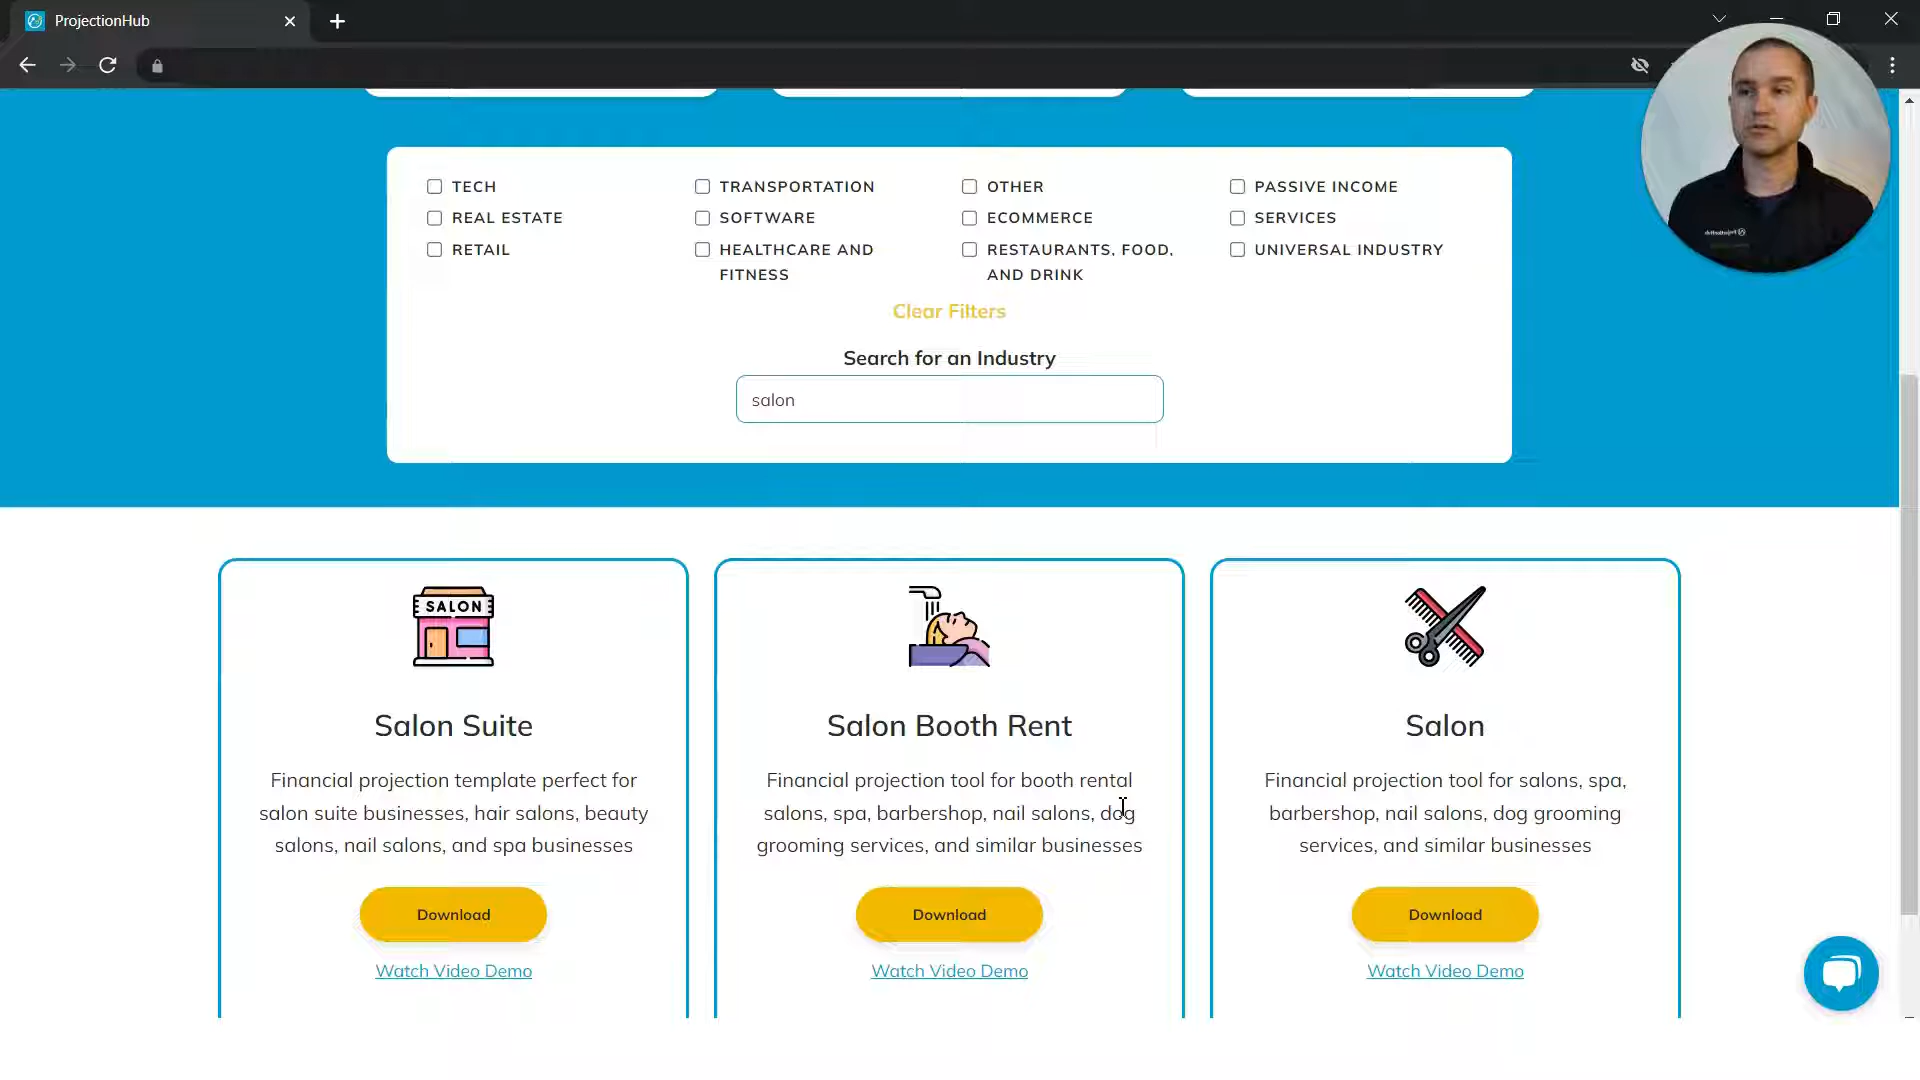 ProjectionHub
TECH
TRANSPORTATION
OTHER
PASSIVE INCOME
REAL ESTATE
SOFTWARE
ECOMMERCE
SERVICES
RETAIL
HEALTHCARE AND
FITNESS
RESTAURANTS, FOOD,
AND DRINK
UNIVERSAL INDUSTRY
Clear Filters
Search for an Industry
salon
SALON
Salon Suite
Financial projection template perfect for
salon suite businesses, hair salons, beauty
salons, nail salons, and spa businesses
Download
Watch Video Demo
Salon Booth Rent
Financial projection tool for booth rental
salons, spa, barbershop, nail salons, dog
grooming services, and similar businesses
Download
Watch Video Demo
Salon
Financial projection tool for salons, spa,
barbershop, nail salons, dog grooming
services, and similar businesses
Download
Watch Video Demo